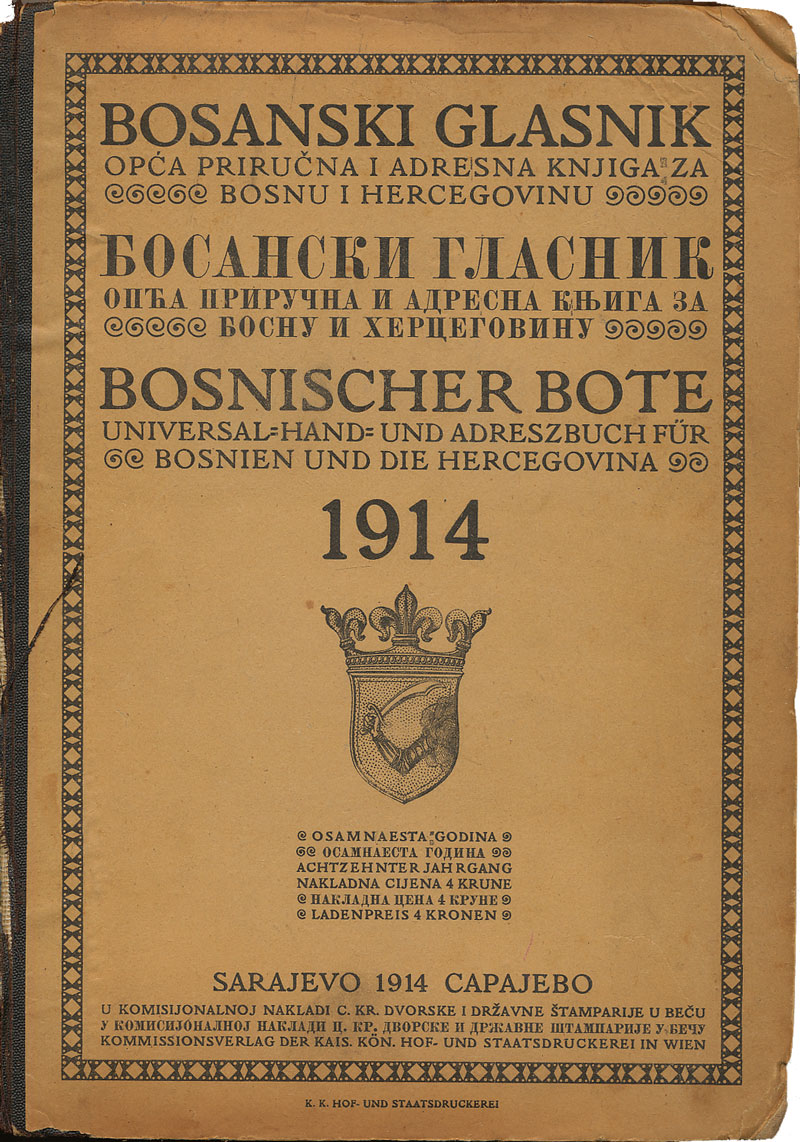 BOSANSKI GLASNIK
OPĆA PRIRUČNA I ADRESNA KNJIGA ZA
BOSNU I HERCEGOVINU
БОСАНСКИ ГЛАСНИК
ОПЋА ПРИРУЧНА И АДРЕСНА КЊИГА ЗА
БОСНУ И ХЕРЦЕГОВИНУ
BOSNISCHER BOTE
UNIVERSAL=HAND= UND ADRESZBUCH FÜR
BOSNIEN UND DIE HERCEGOVINA
1914
OSAMNAESTA GODINA
ОСАМНАЕСТА ГОДИНА
ACHTZEHNTER JAHRGANG
NAKLADNA CIJENA 4 KRUNE
НАКЛАДНА ЦЕНА 4 КРУНЕ
LADENPREIS 4 KRONEN
SARAJEVO 1914 САРАЈЕВО
U KOMISIJONALNOJ NAKLADI C. KR. DVORSKE I DRŽAVNE ŠTAMPARIJE U BEČU
У КОМИСИЈОНАЛНОЈ НАКЛАДИ Ц. КР. ДВОРСКЕ И ДРЖАВНЕ ШТАМПАРИЈЕ У БЕЧУ
KOMMISSIONSVERLAG DER KAIS. KÖN. HOF- UND STAATSDRUCKEREI IN WIEN
K. K. HOF- UND STAATSDRUCKEREI